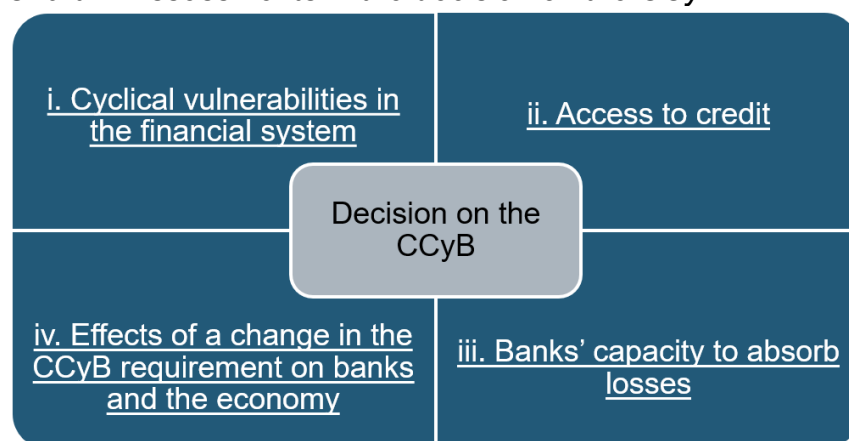 i. Cyclical vulnerabilities in
the financial system
ii. Access to credit
Decision on the
CCyB
iv. Effects of a change in the
CCyB requirement on banks
and the economy
iii. Banks' capacity to absorb
losses